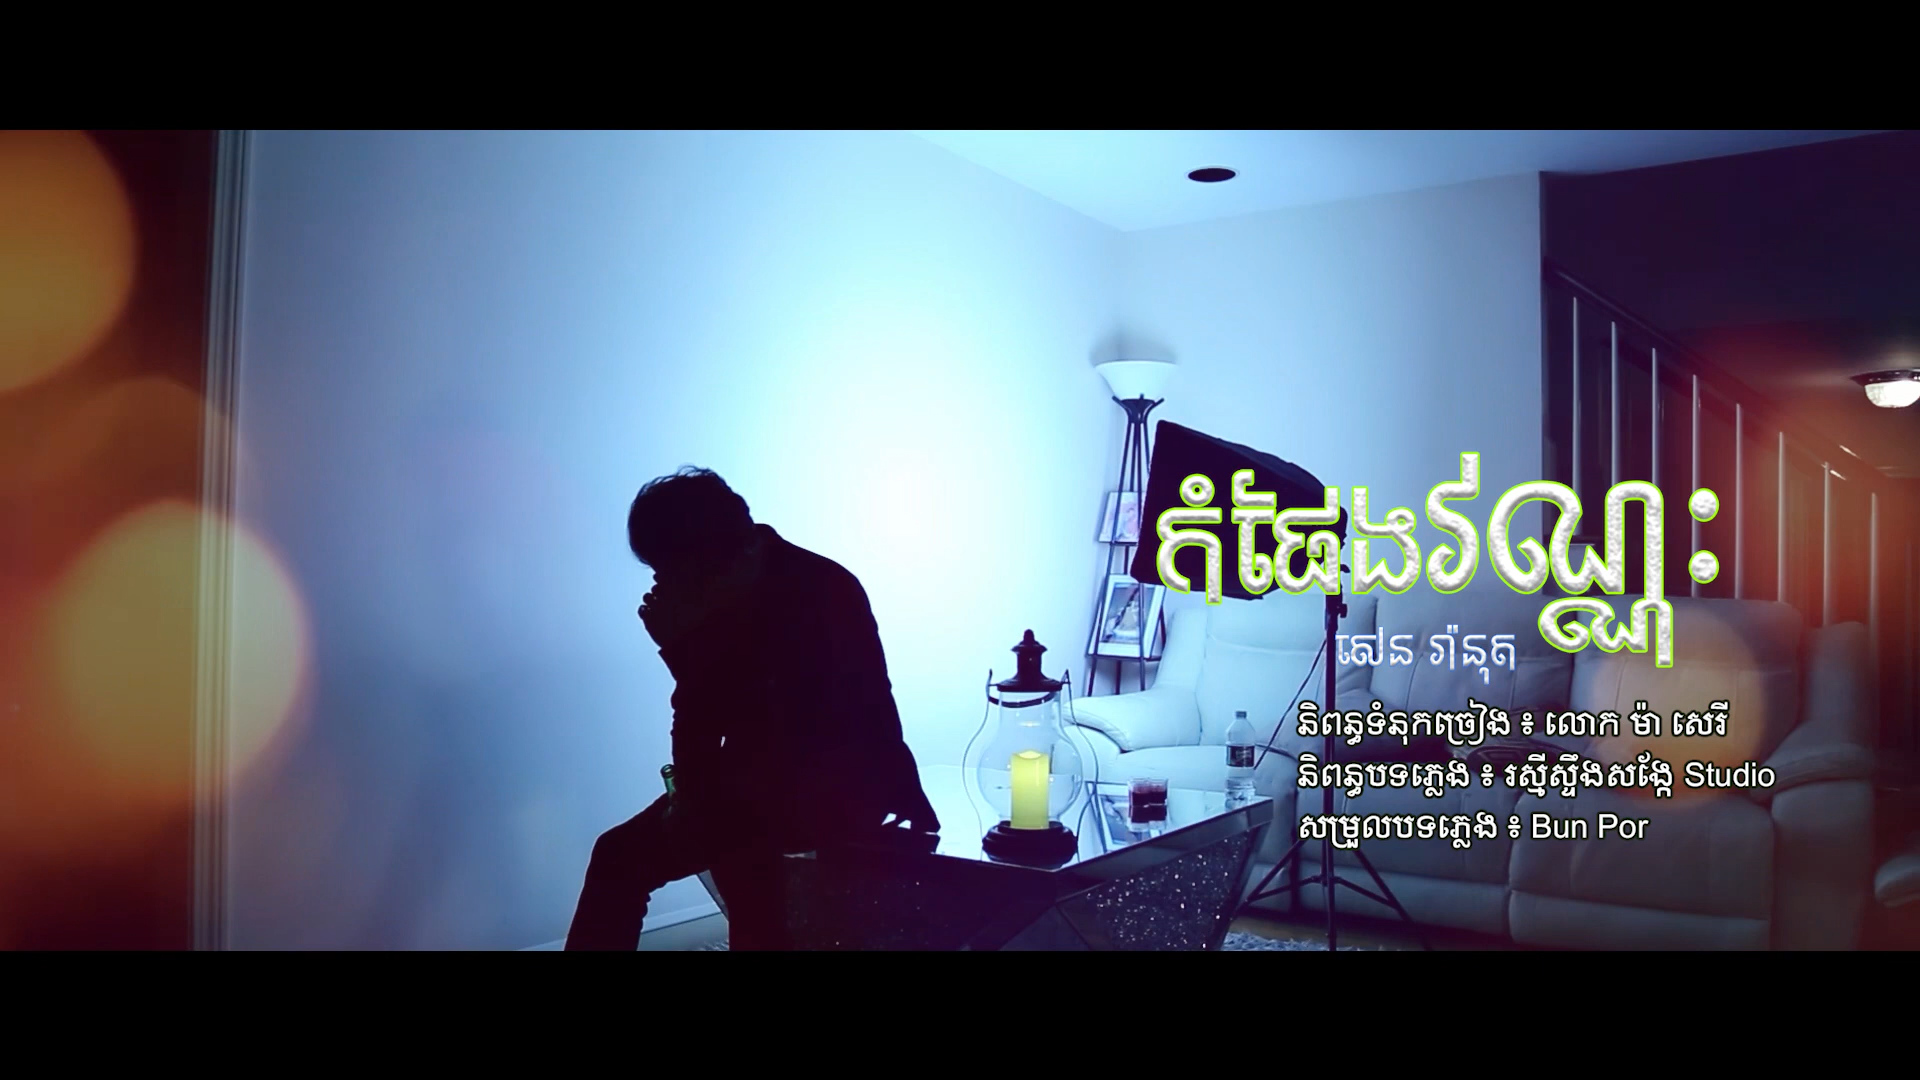 កំផែងវណ្ណៈ
សេន រ៉ានុត
និពន្ធទំនុកច្រៀង ៖ លោក ម៉ា សេរី
និពន្ធបទភ្លេង ៖ រស្មីស្ទឹងសង្កែ Studio
សម្រួលបទភ្លេង ៖ Bun Por